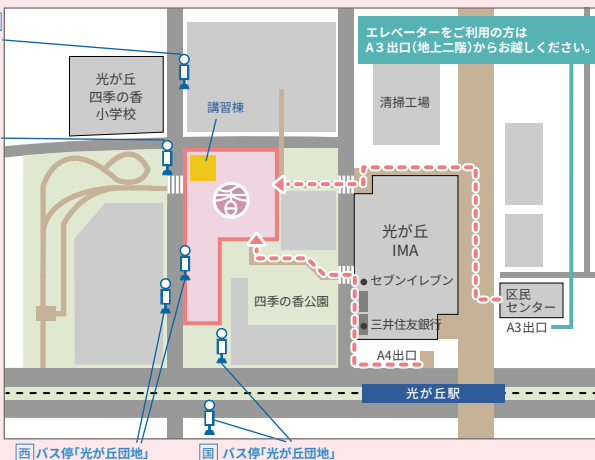 エレベーターをご利用の方は
A3出口(地上二階)からお越しください。
光が丘
四季の香
小学校
講習棟
清掃工場
光が丘
IMA
セブンイレブン
四季の香公園
三井住友銀行
区民
センター
A3出口
A4出口
光が丘駅
西 バス停｢光が丘団地｣
国 バス停｢光が丘団地｣